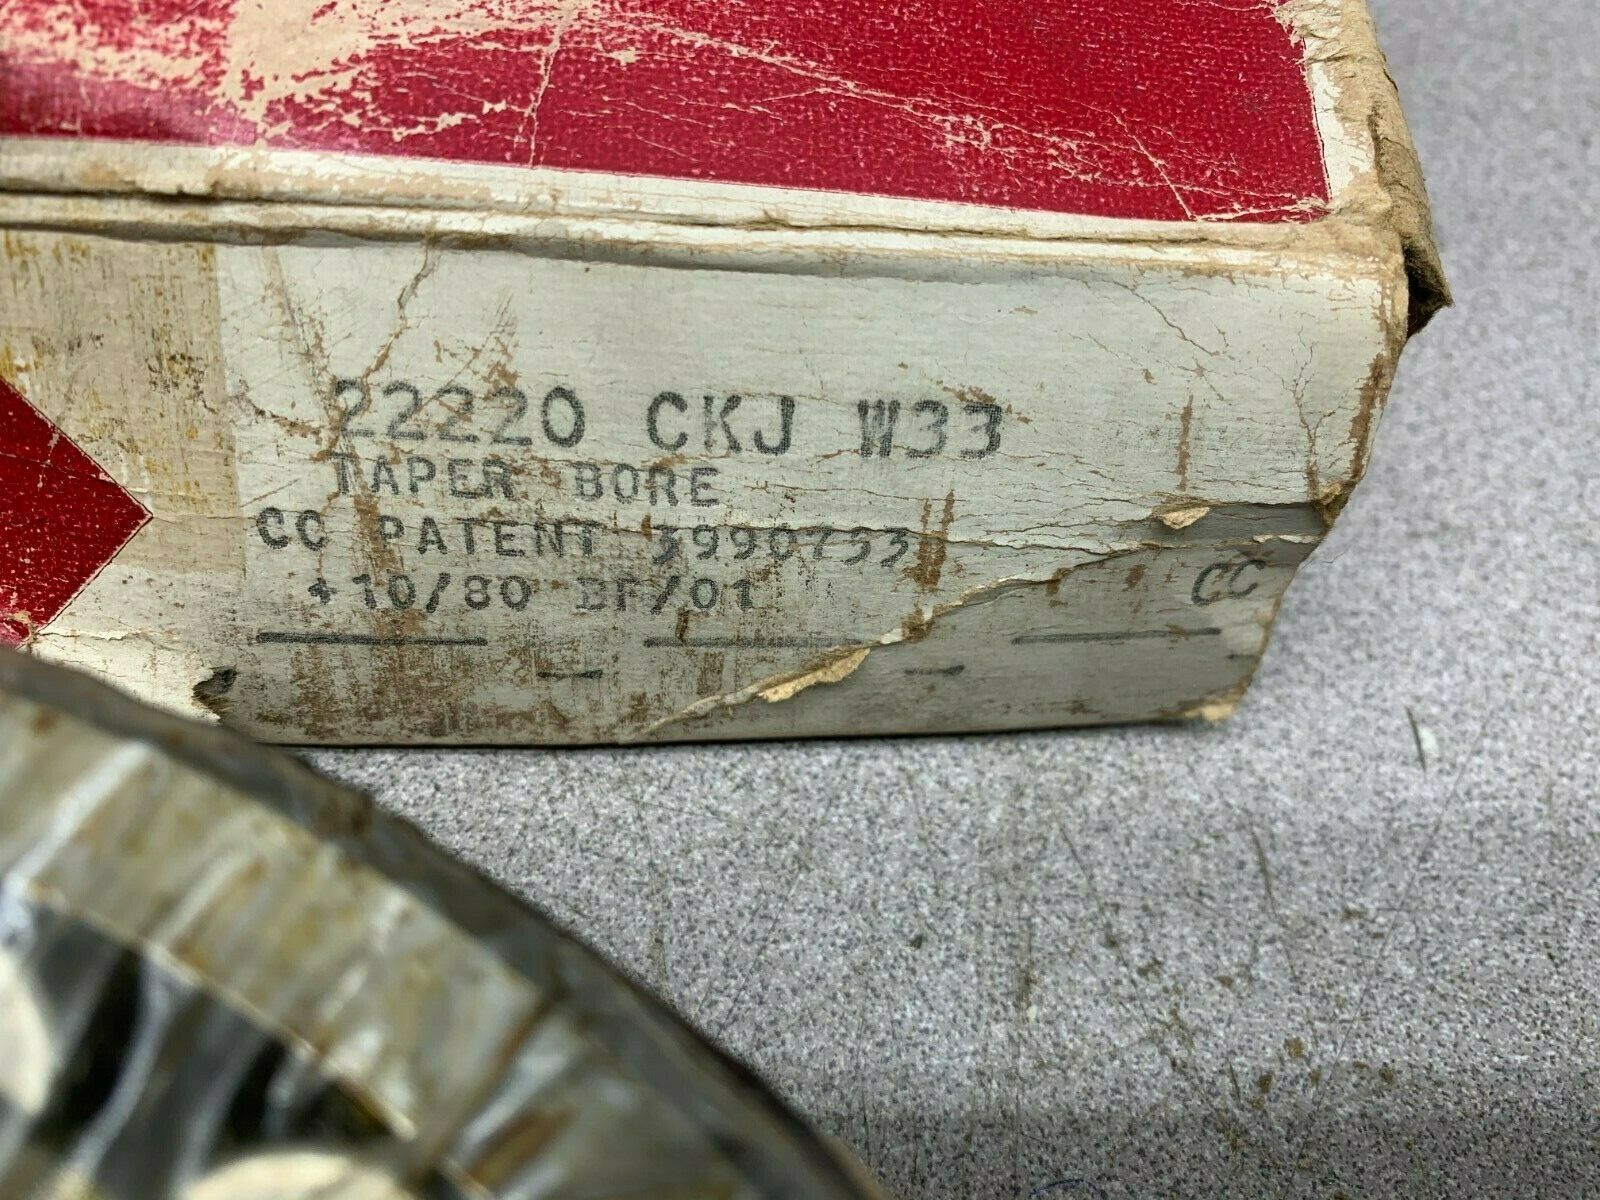 22220 CKJ W33
TAPER BORE
CC PATENT 3990753
+10/80 BF/01
CC